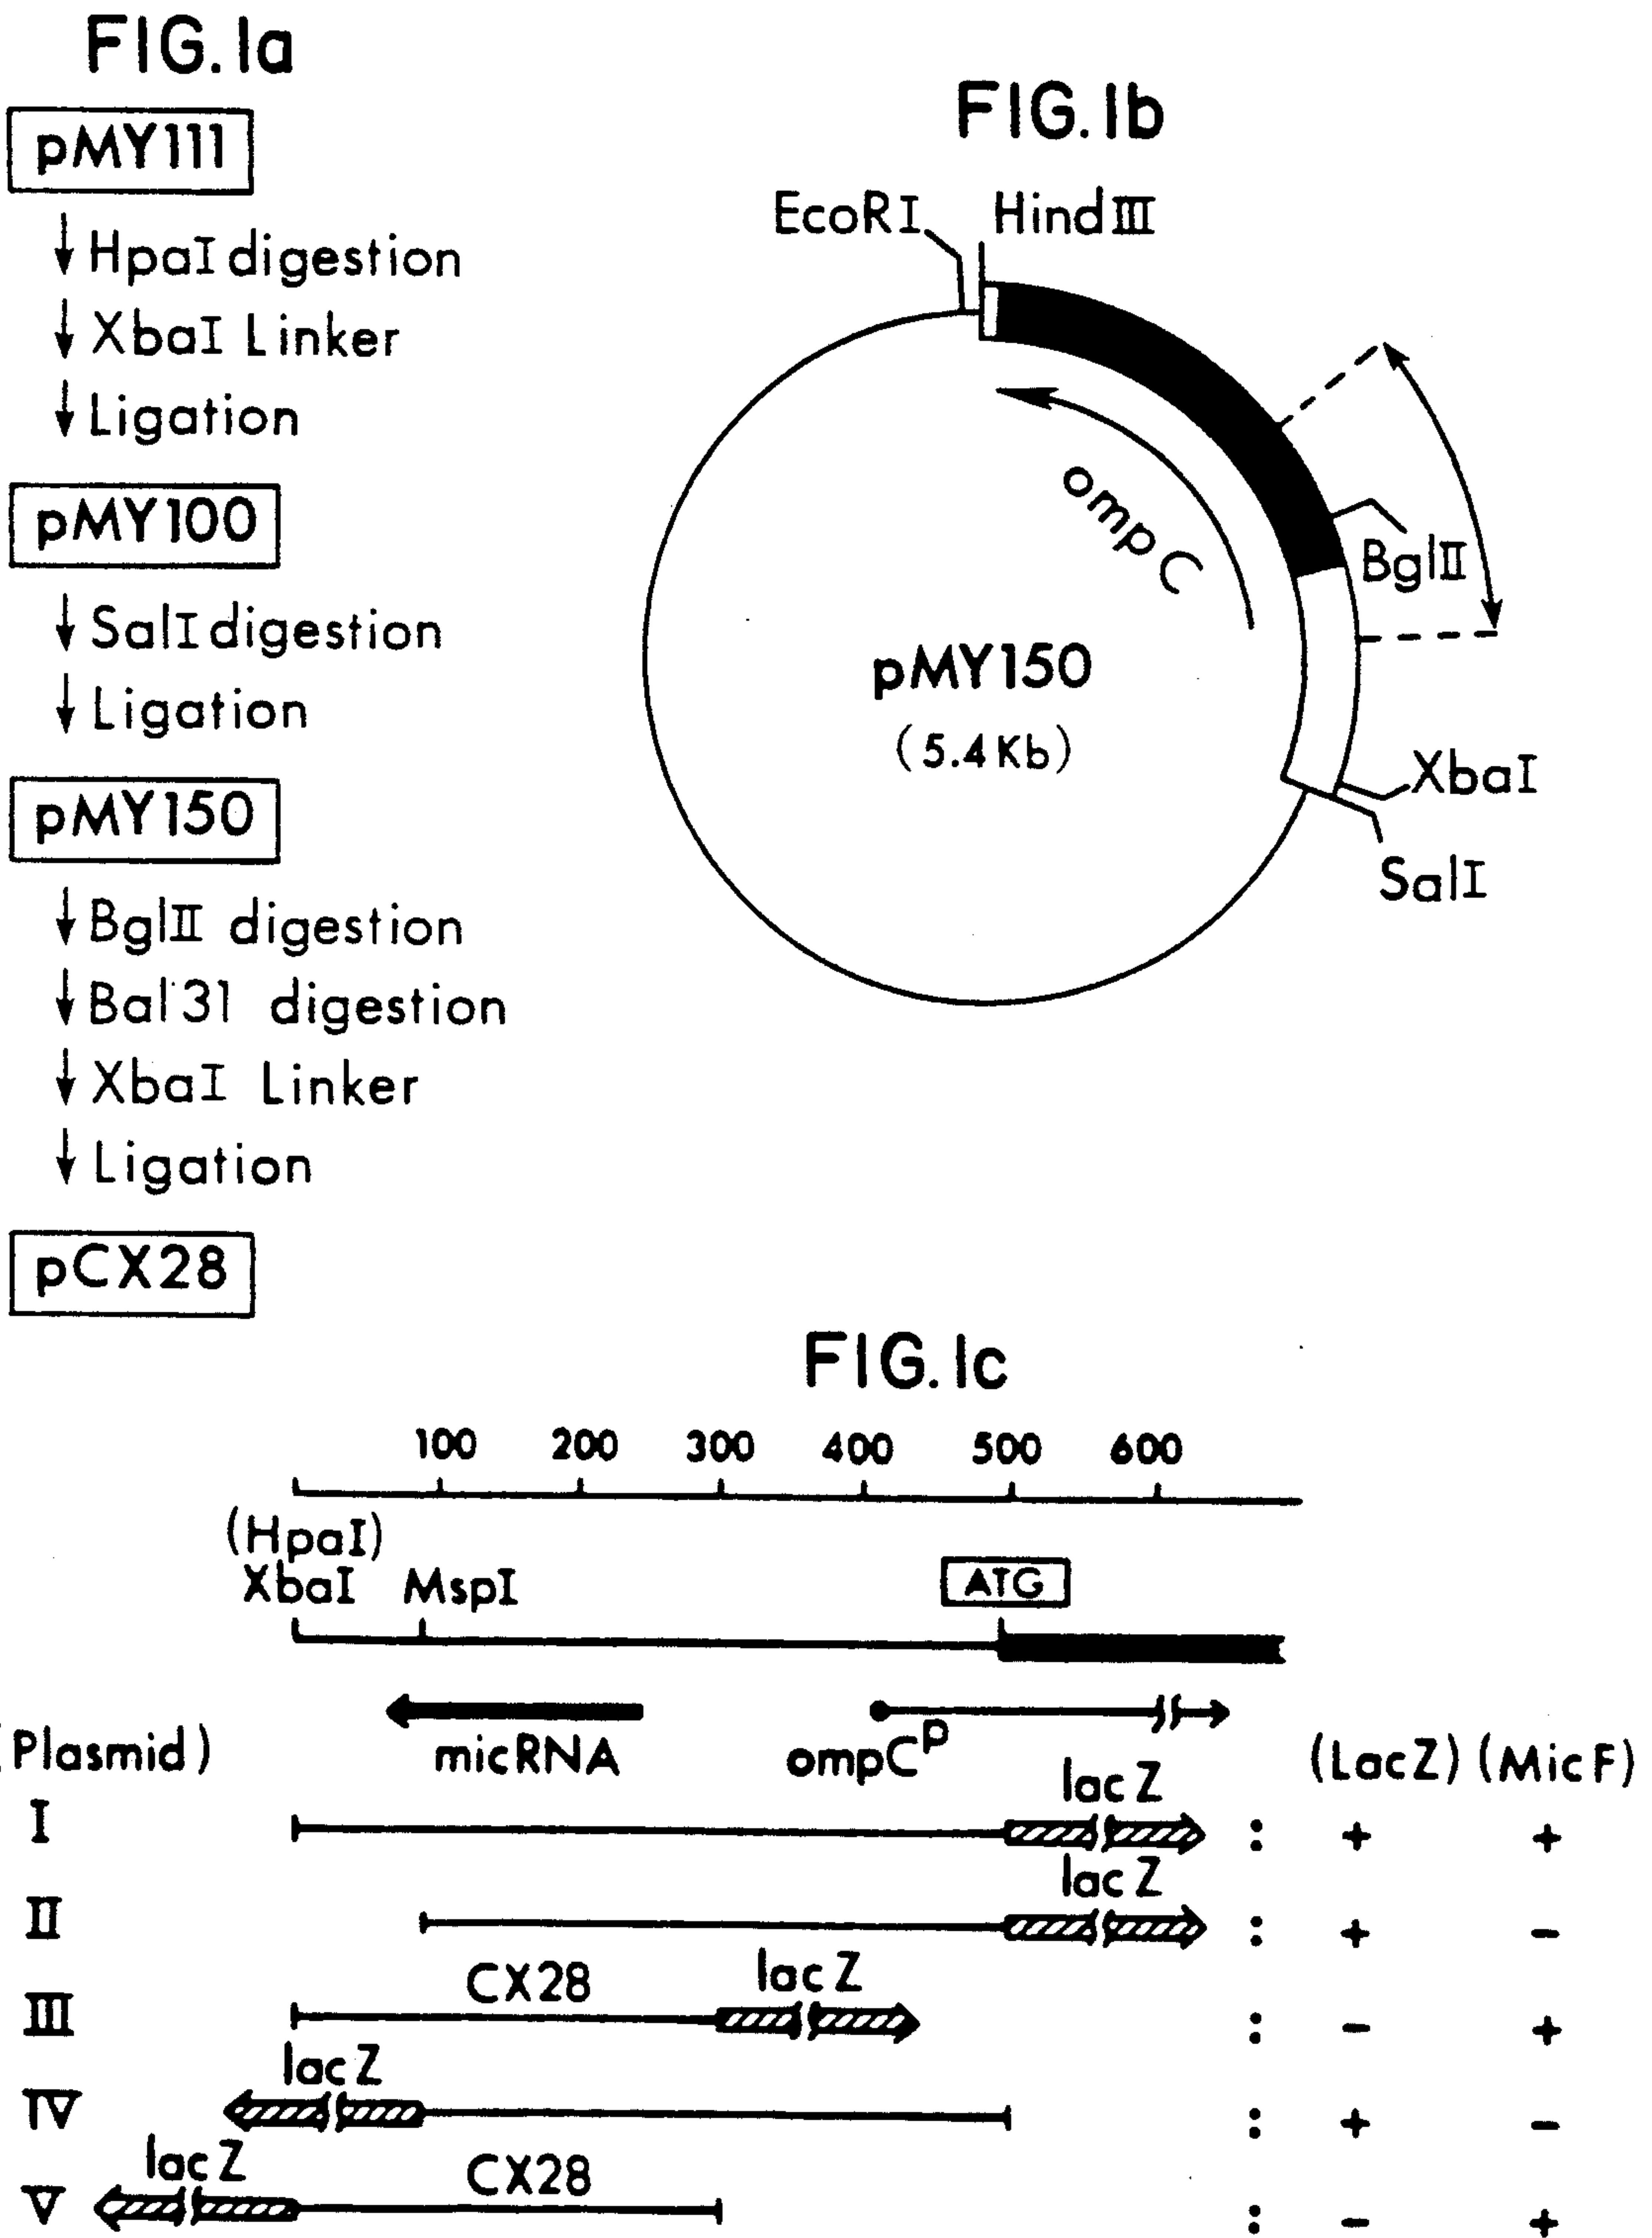 FIG. 1a
pMY111
HpaI digestion
XbaI Linker
Ligation
pMY100
SalI digestion
Ligation
pMY150
BglII digestion
Bal 31 digestion
XbaI Linker
Ligation
pCX28
FIG. 1b
EcoRI HindIII
ompC
BglII
pMY150
(5.4 Kb)
XbaI
SalI
FIG. 1c
100 200 300 400 500 600
(HpaI)
XbaI MspI ATG
micRNA ompCᵖ
(Plasmid) (LacZ) (MicF)
lac Z
I : + +
lac Z
II : + -
CX28 lac Z
III : - +
lac Z
IV : + -
lac Z CX28
V : - +